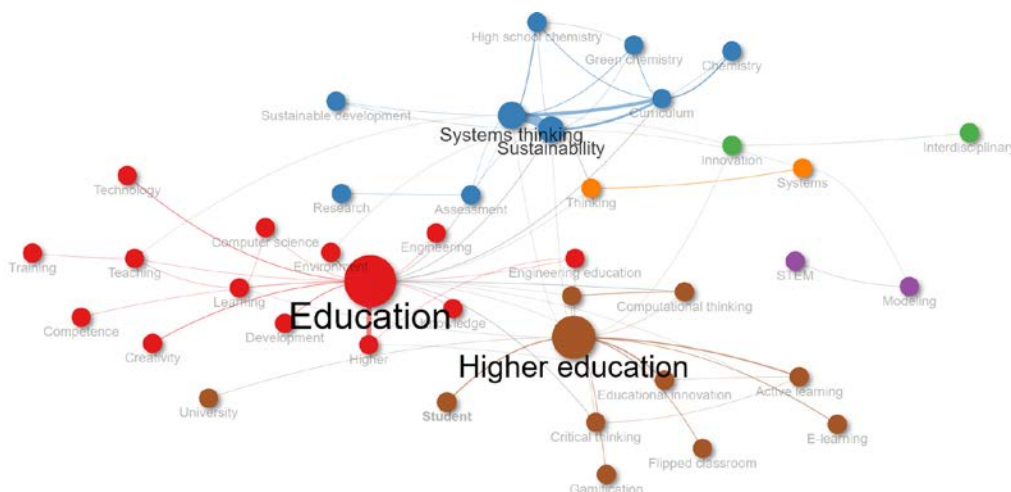 High school chemistry
Green chemistry
Chemistry
Sustainable development
Curriculum
Systems thinking
Sustainability
Innovation
Interdisciplinary
Technology
Thinking
Systems
Research
Assessment
Computer science
Engineering
Training
Teaching
Environment
Engineering education
STEM
Learning
Computational thinking
Modeling
Competence
Development
Education
Knowledge
Creativity
Higher
Higher education
University
Student
Educational innovation
Active learning
Critical thinking
E-learning
Flipped classroom
Gamification